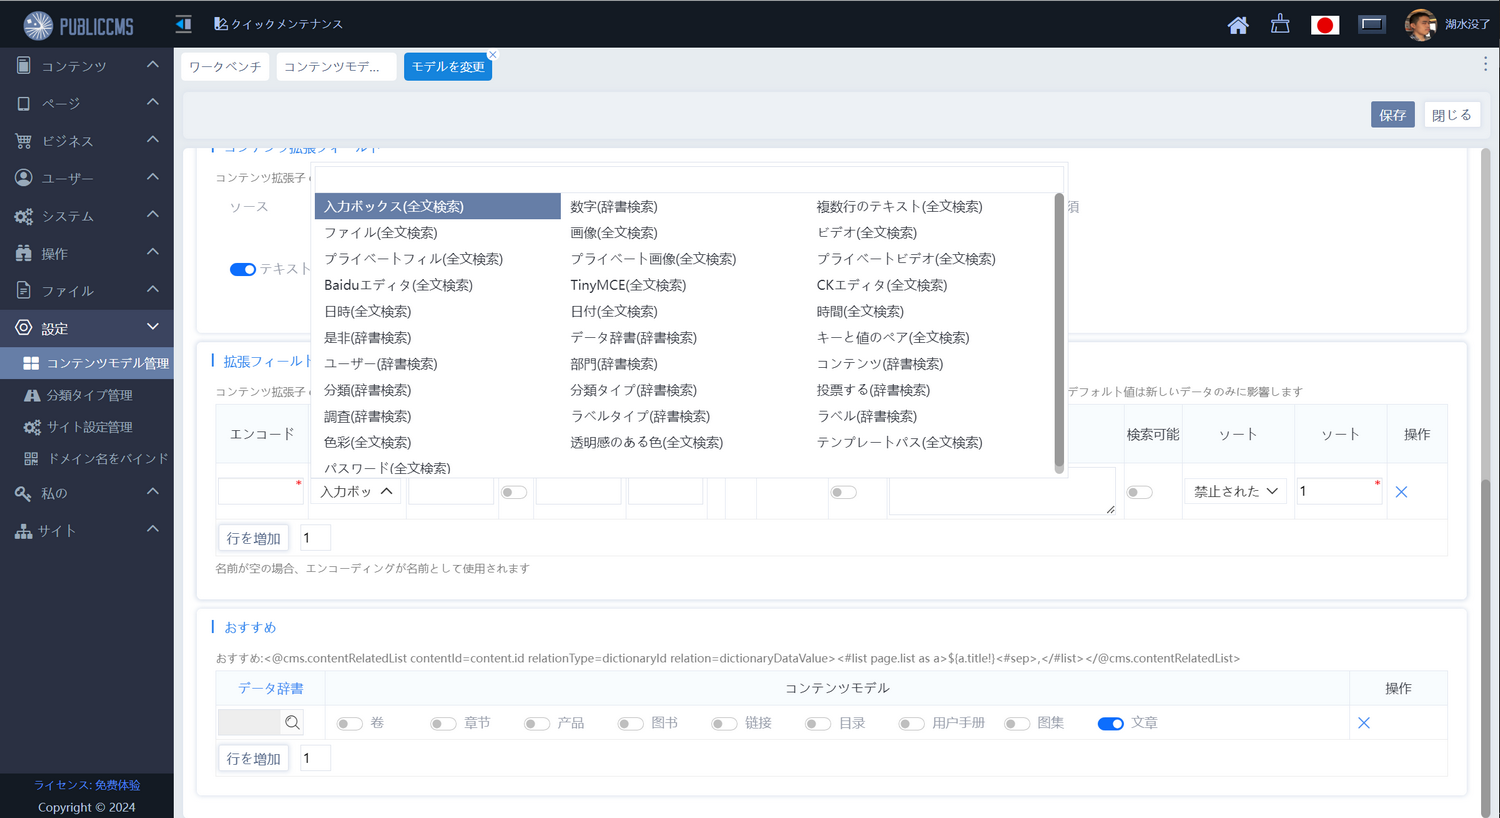 PUBLICCMS
クイックメンテナンス
湖水没了
コンテンツ
ページ
ビジネス
ユーザー
システム
操作
ファイル
設定
コンテンツモデル管理
分類タイプ管理
サイト設定管理
ドメイン名をバインド
私の
サイト
ライセンス: 免费体验
Copyright © 2024
ワークベンチ
コンテンツモデ...
モデルを変更
保存
閉じる
コンテンツ拡張フィールド
コンテンツ拡張子
ソース
須
テキスト
入力ボックス(全文検索) 数字(辞書検索) 複数行のテキスト(全文検索)
ファイル(全文検索) 画像(全文検索) ビデオ(全文検索)
プライベートフィル(全文検索) プライベート画像(全文検索) プライベートビデオ(全文検索)
Baiduエディタ(全文検索) TinyMCE(全文検索) CKエディタ(全文検索)
日時(全文検索) 日付(全文検索) 時間(全文検索)
是非(辞書検索) データ辞書(辞書検索) キーと値のペア(全文検索)
ユーザー(辞書検索) 部門(辞書検索) コンテンツ(辞書検索)
分類(辞書検索) 分類タイプ(辞書検索) 投票する(辞書検索)
調査(辞書検索) ラベルタイプ(辞書検索) ラベル(辞書検索)
色彩(全文検索) 透明感のある色(全文検索) テンプレートパス(全文検索)
パスワード(全文検索)
拡張フィールド
コンテンツ拡張子 デフォルト値は新しいデータのみに影響します
エンコード 検索可能 ソート ソート 操作
* 入力ボッ 禁止された 1 *
行を増加 1
名前が空の場合、エンコーディングが名前として使用されます
おすすめ
おすすめ:<@cms.contentRelatedList contentId=content.id relationType=dictionaryId relation=dictionaryDataValue><#list page.list as a>${a.title!}<#sep>,</#list></@cms.contentRelatedList>
データ辞書 コンテンツモデル 操作
卷 章节 产品 图书 链接 目录 用户手册 图集 文章
行を増加 1